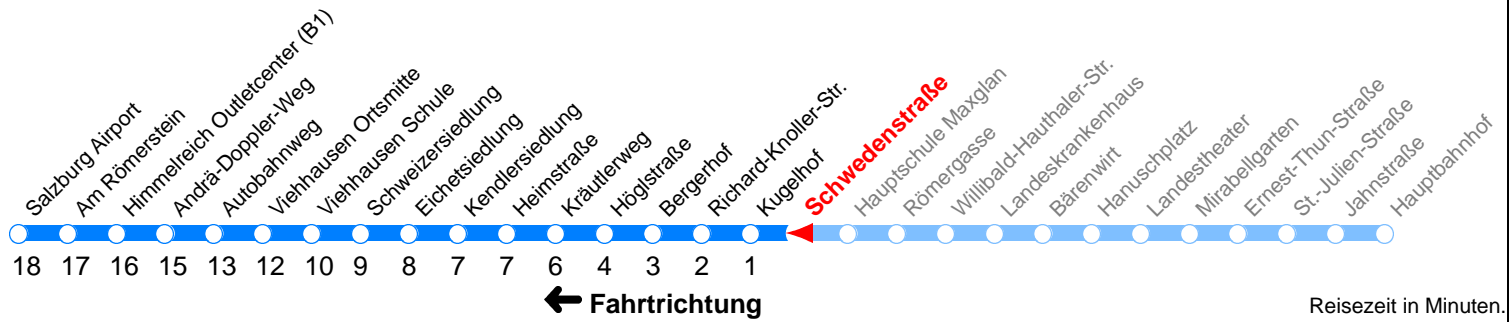 Salzburg Airport
Am Römerstein
Himmelreich Outletcenter (B1)
Andrä-Doppler-Weg
Autobahnweg
Viehhausen Ortsmitte
Viehhausen Schule
Schweizersiedlung
Eichetsiedlung
Kendlersiedlung
Heimstraße
Kräutlerweg
Höglstraße
Bergerhof
Richard-Knoller-Str.
Kugelhof
Schwedenstraße
Hauptschule Maxglan
Römergasse
Willibald-Hauthaler-Str.
Landeskrankenhaus
Bärenwirt
Hanuschplatz
Landestheater
Mirabellgarten
Ernest-Thun-Straße
St.-Julien-Straße
Jahnstraße
Hauptbahnhof
18 17 16 15 13 12 10 9 8 7 7 6 4 3 2 1
Fahrtrichtung
Reisezeit in Minuten.